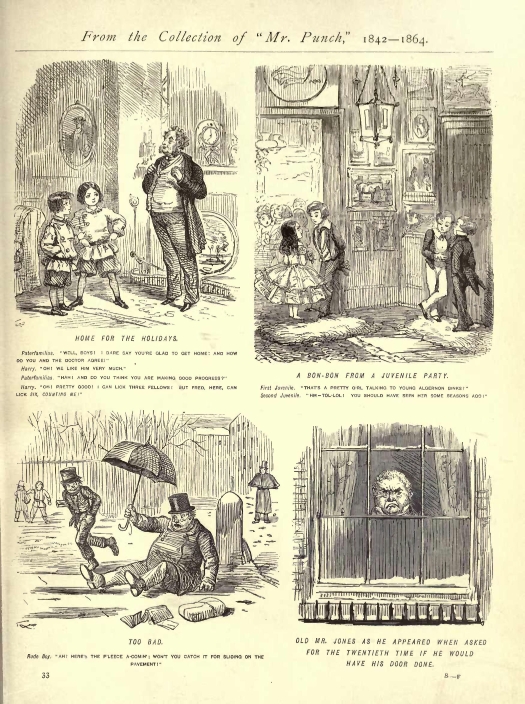 From the Collection of "Mr. Punch," 1842—1864.
HOME FOR THE HOLIDAYS.
Paterfamilias. "WELL, BOYS! I DARE SAY YOU'RE GLAD TO GET HOME! AND HOW
DO YOU AND THE DOCTOR AGREE?"
Harry. "OH! WE LIKE HIM VERY MUCH."
Paterfamilias. "HAH! AND DO YOU THINK YOU ARE MAKING GOOD PROGRESS?"
Harry. "OH! PRETTY GOOD! I CAN LICK THREE FELLOWS! BUT FRED, HERE, CAN
LICK SIX, COUNTING ME!"
A BON-BON FROM A JUVENILE PARTY.
First Juvenile. "THAT'S A PRETTY GIRL TALKING TO YOUNG ALGERNON BINKS!"
Second Juvenile. "HM—TOL-LOL! YOU SHOULD HAVE SEEN HER SOME SEASONS AGO!"
TOO BAD.
Rude Boy. "AH! HERE'S THE P'LEECE A-COMIN'; WON'T YOU CATCH IT FOR SLIDING ON THE
PAVEMENT!"
OLD MR. JONES AS HE APPEARED WHEN ASKED
FOR THE TWENTIETH TIME IF HE WOULD
HAVE HIS DOOR DONE.
33